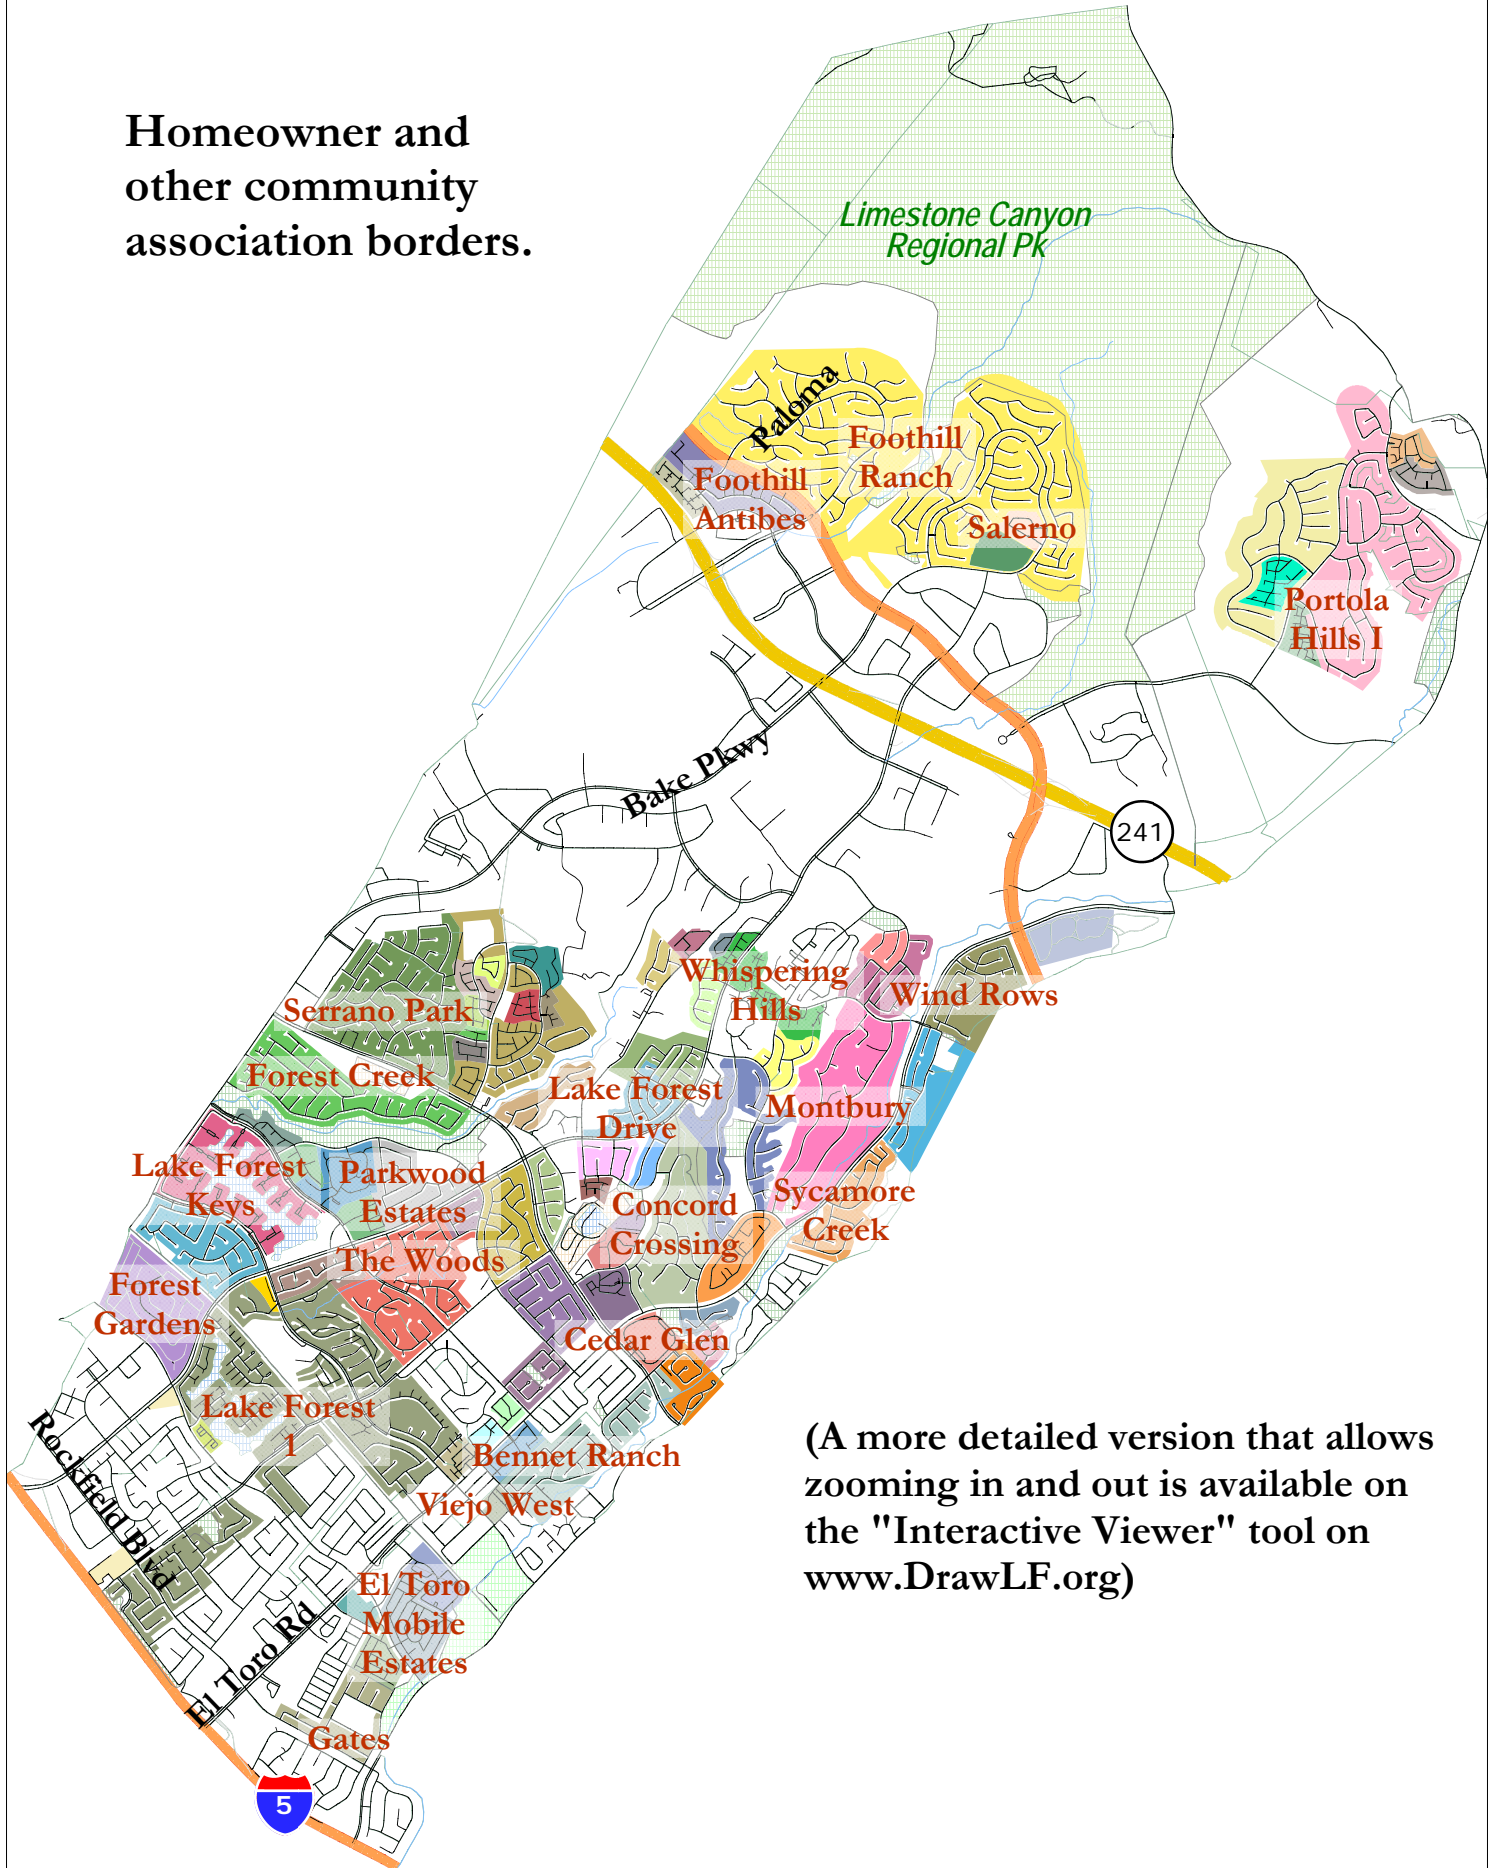 Homeowner and
other community
association borders.
Limestone Canyon
Regional Pk
Paloma
Foothill
Ranch
Foothill
Antibes
Salerno
Portola
Hills I
Bake Pkwy
241
Whispering
Hills
Wind Rows
Serrano Park
Forest Creek
Lake Forest
Drive
Montbury
Lake Forest
Keys
Parkwood
Estates
Concord
Crossing
Sycamore
Creek
The Woods
Forest
Gardens
Cedar Glen
Lake Forest
1
Bennet Ranch
Viejo West
Rockfield Blvd
(A more detailed version that allows
zooming in and out is available on
the "Interactive Viewer" tool on
www.DrawLF.org)
El Toro
Mobile
Estates
El Toro Rd
Gates
5